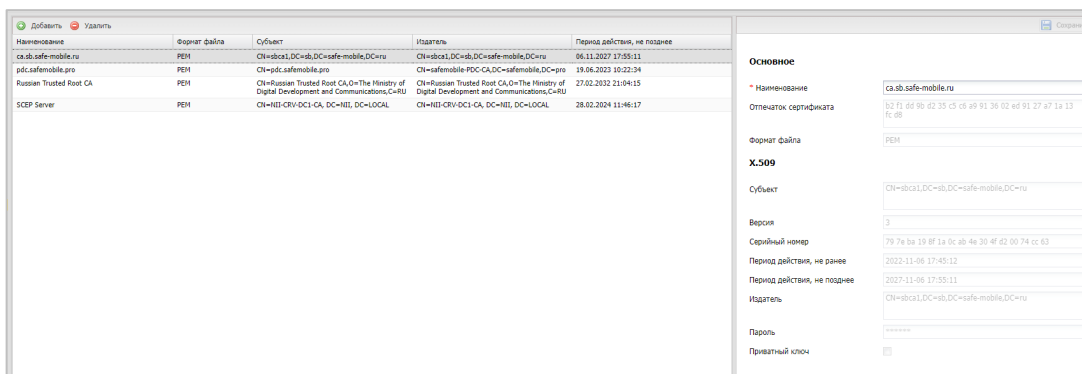 Добавить Удалить
Наименование Формат файла Субъект Издатель Период действия, не позднее
ca.sb.safe-mobile.ru PEM CN=sbca1,DC=sb,DC=safe-mobile,DC=ru CN=sbca1,DC=sb,DC=safe-mobile,DC=ru 06.11.2027 17:55:11
pdc.safemobile.pro PEM CN=pdc.safemobile.pro CN=safemobile-PDC-CA,DC=safemobile,DC=pro 19.06.2023 10:22:34
Russian Trusted Root CA PEM CN=Russian Trusted Root CA,O=The Ministry of CN=Russian Trusted Root CA,O=The Ministry of 27.02.2032 21:04:15
Digital Development and Communications,C=RU Digital Development and Communications,C=RU
SCEP Server PEM CN=NII-CRV-DC1-CA, DC=NII, DC=LOCAL CN=NII-CRV-DC1-CA, DC=NII, DC=LOCAL 28.02.2024 11:46:17
Сохрани
Основное
* Наименование ca.sb.safe-mobile.ru
Отпечаток сертификата b2 f1 dd 9b d2 35 c5 c6 a9 91 36 02 ed 91 27 a7 1a 13
fc d8
Формат файла PEM
X.509
Субъект CN=sbca1,DC=sb,DC=safe-mobile,DC=ru
Версия 3
Серийный номер 79 7e ba 19 8f 1a 0c ab 4e 30 4f d2 00 74 cc 63
Период действия, не ранее 2022-11-06 17:45:12
Период действия, не позднее 2027-11-06 17:55:11
Издатель CN=sbca1,DC=sb,DC=safe-mobile,DC=ru
Пароль ******
Приватный ключ